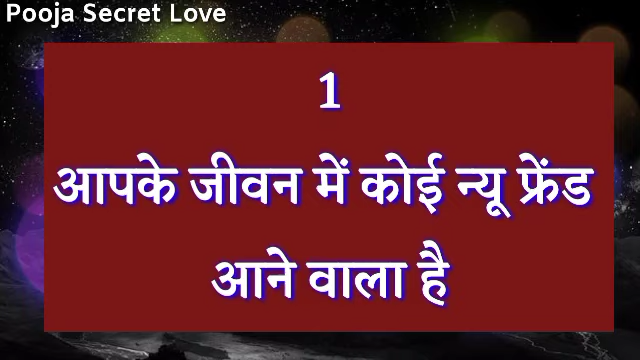 Pooja Secret Love
1
आपके जीवन में कोई न्यू फ्रेंड
आने वाला है